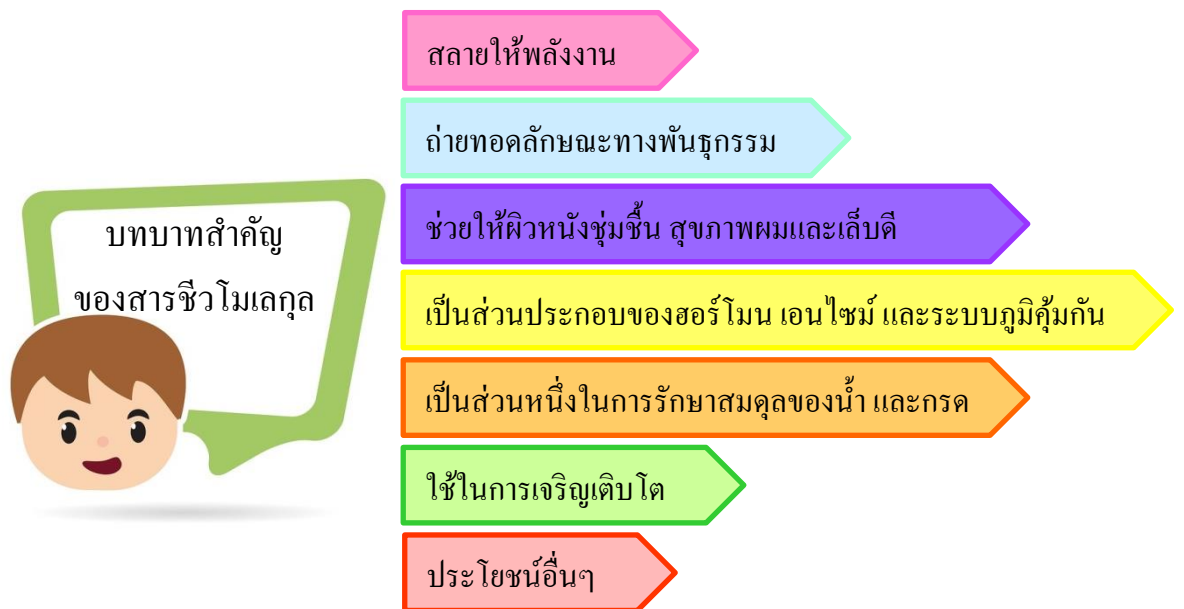 บทบาทสำคัญ
ของสารชีวโมเลกุล
สลายให้พลังงาน
ถ่ายทอดลักษณะทางพันธุกรรม
ช่วยให้ผิวหนังชุ่มชื้น สุขภาพผมและเล็บดี
เป็นส่วนประกอบของฮอร์โมน เอนไซม์ และระบบภูมิคุ้มกัน
เป็นส่วนหนึ่งในการรักษาสมดุลของน้ำ และกรด
ใช้ในการเจริญเติบโต
ประโยชน์อื่นๆ